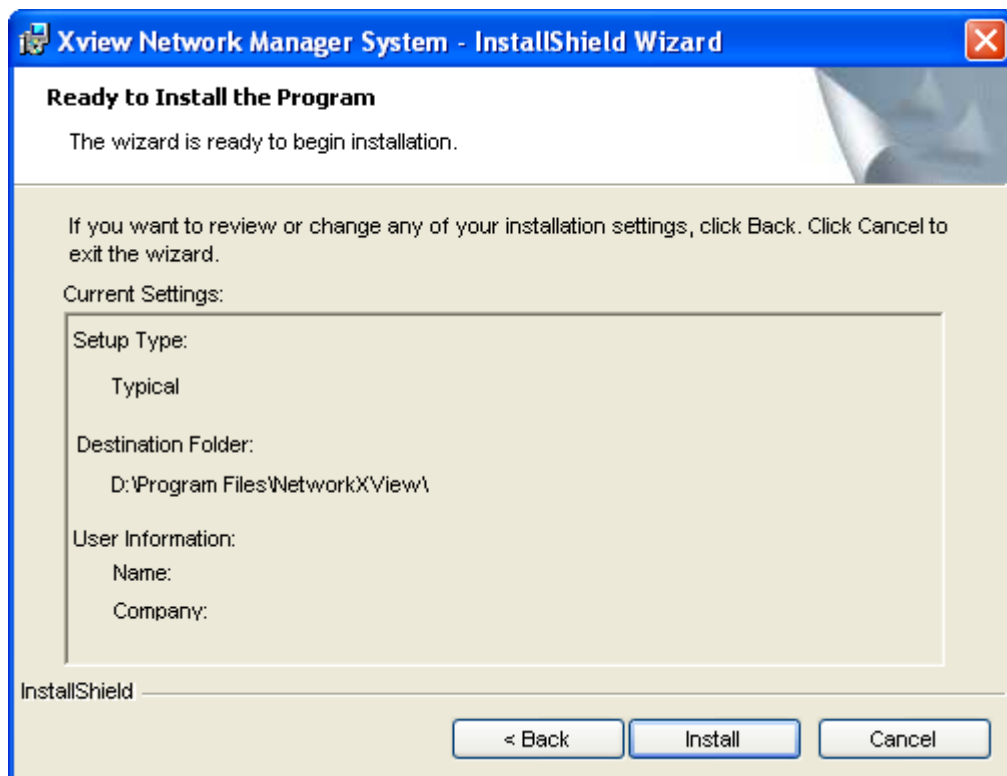 Xview Network Manager System - InstallShield Wizard
Ready to Install the Program
The wizard is ready to begin installation.
If you want to review or change any of your installation settings, click Back. Click Cancel to
exit the wizard.
Current Settings:
Setup Type:
Typical
Destination Folder:
D:\Program Files\NetworkXView\
User Information:
Name:
Company:
InstallShield
< Back
Install
Cancel